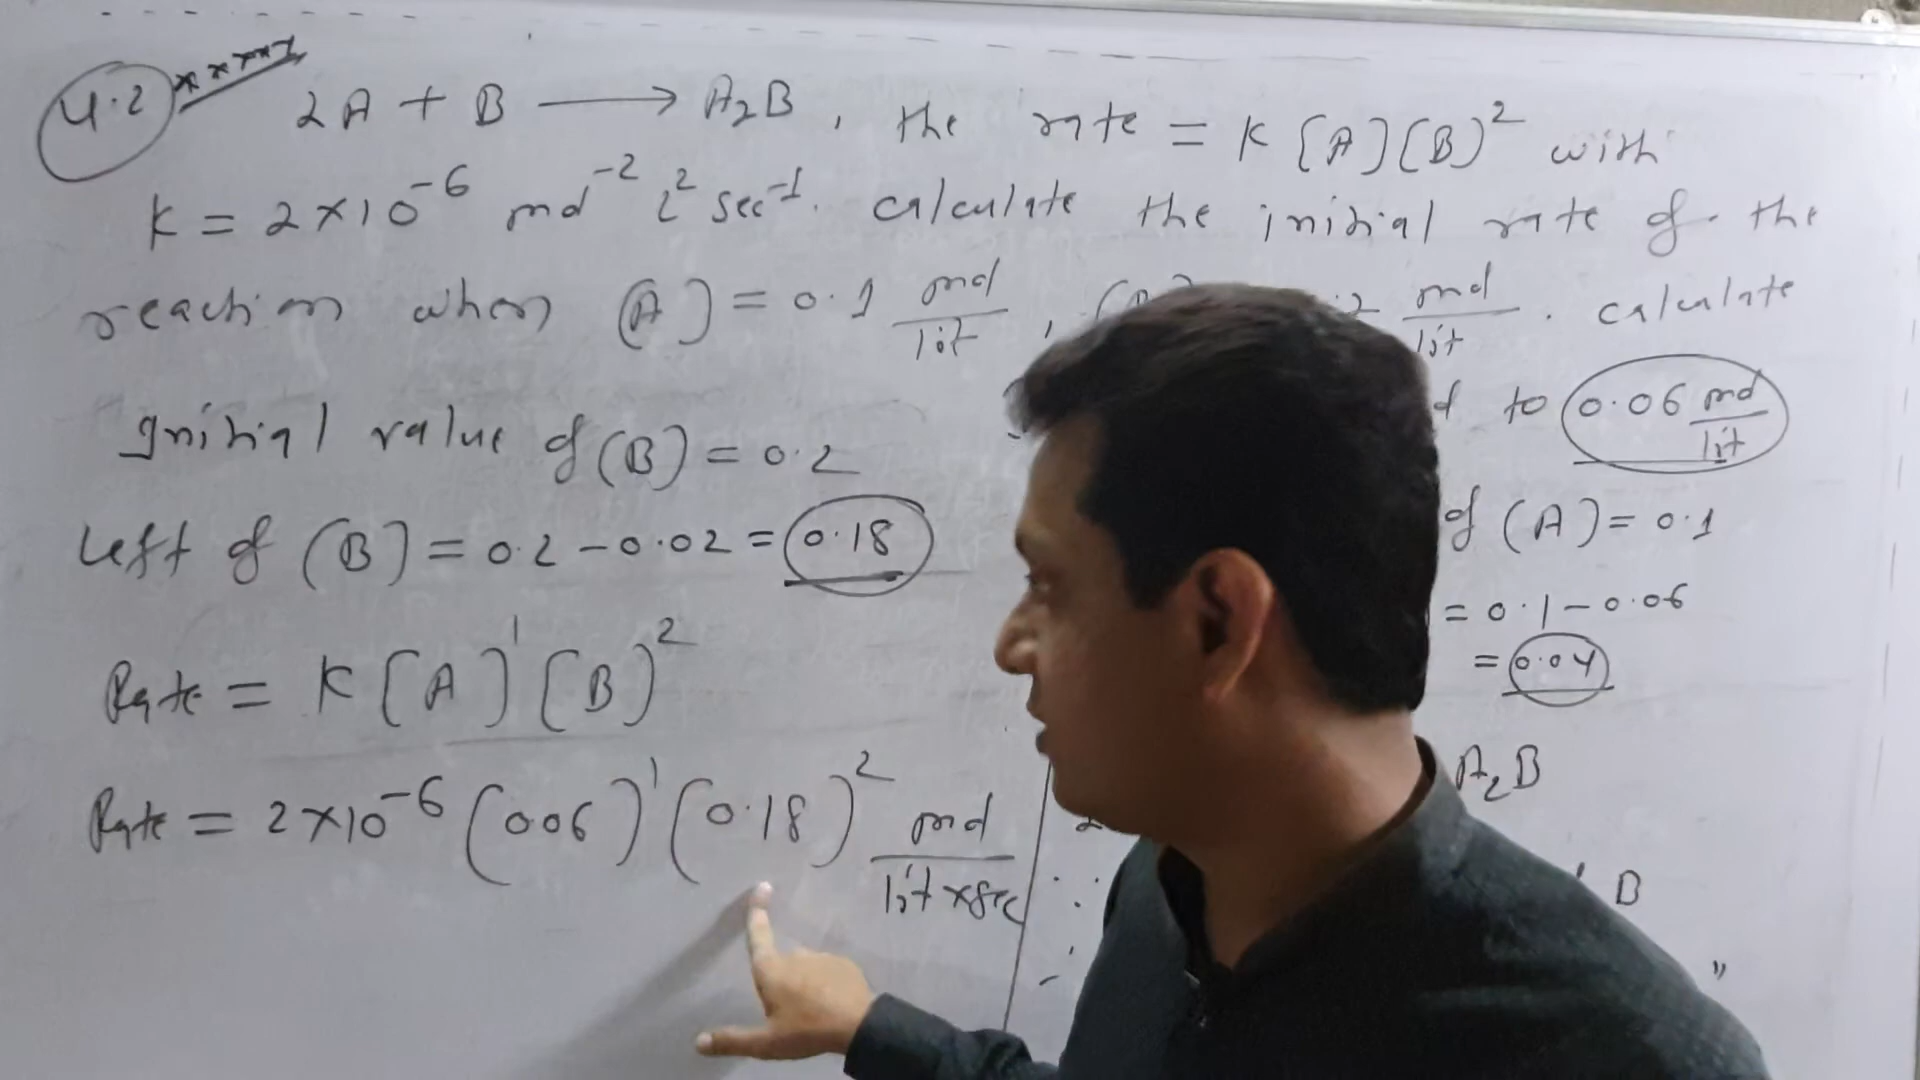 4.2 ****
2A + B → A₂B, the rate = K[A][B]² with
K = 2×10⁻⁶ mol⁻² L² sec⁻¹. calculate the initial rate of the
reaction when [A] = 0.1 mol/lit, mol/lit. calculate
to 0.06 mol/lit
Initial value of [B] = 0.2
Left of [B] = 0.2 - 0.02 = 0.18
Rate = K[A]¹[B]²
Rate = 2×10⁻⁶ (006)¹ (0.18)² mol/lit×sec
of [A] = 0.1
= 0.1 - 0.06
= 0.04
A₂B
B
"